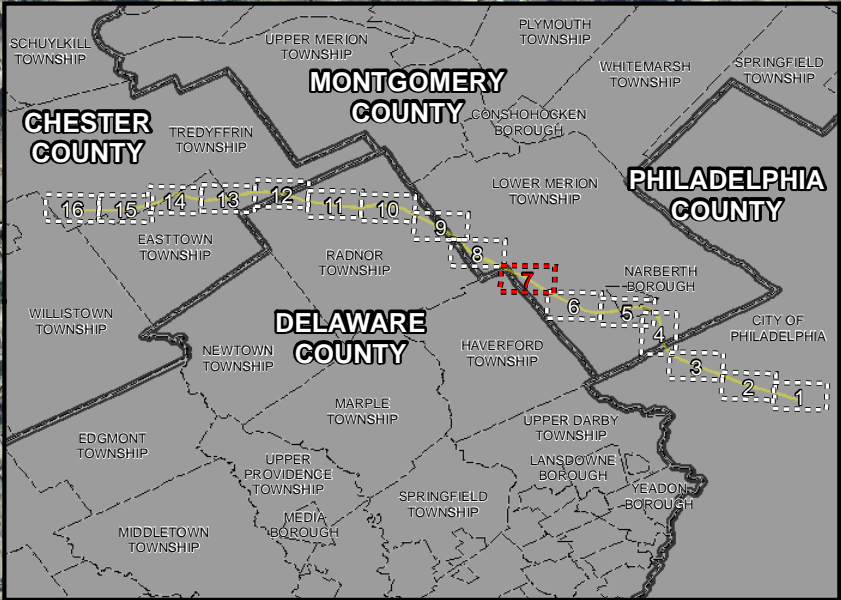 PLYMOUTH
TOWNSHIP
SCHUYLKILL
TOWNSHIP
UPPER MERION
TOWNSHIP
WHITEMARSH
TOWNSHIP
SPRINGFIELD
TOWNSHIP
MONTGOMERY
COUNTY
CONSHOHOCKEN
BOROUGH
CHESTER
COUNTY
TREDYFFRIN
TOWNSHIP
LOWER MERION
TOWNSHIP
PHILADELPHIA
COUNTY
16
15
14
13
12
11
10
9
8
7
6
5
4
3
2
1
EASTTOWN
TOWNSHIP
RADNOR
TOWNSHIP
NARBERTH
BOROUGH
WILLISTOWN
TOWNSHIP
DELAWARE
COUNTY
CITY OF
PHILADELPHIA
NEWTOWN
TOWNSHIP
HAVERFORD
TOWNSHIP
MARPLE
TOWNSHIP
EDGMONT
TOWNSHIP
UPPER DARBY
TOWNSHIP
UPPER
PROVIDENCE
TOWNSHIP
LANSDOWNE
BOROUGH
SPRINGFIELD
TOWNSHIP
YEADON
BOROUGH
MEDIA
BOROUGH
MIDDLETOWN
TOWNSHIP